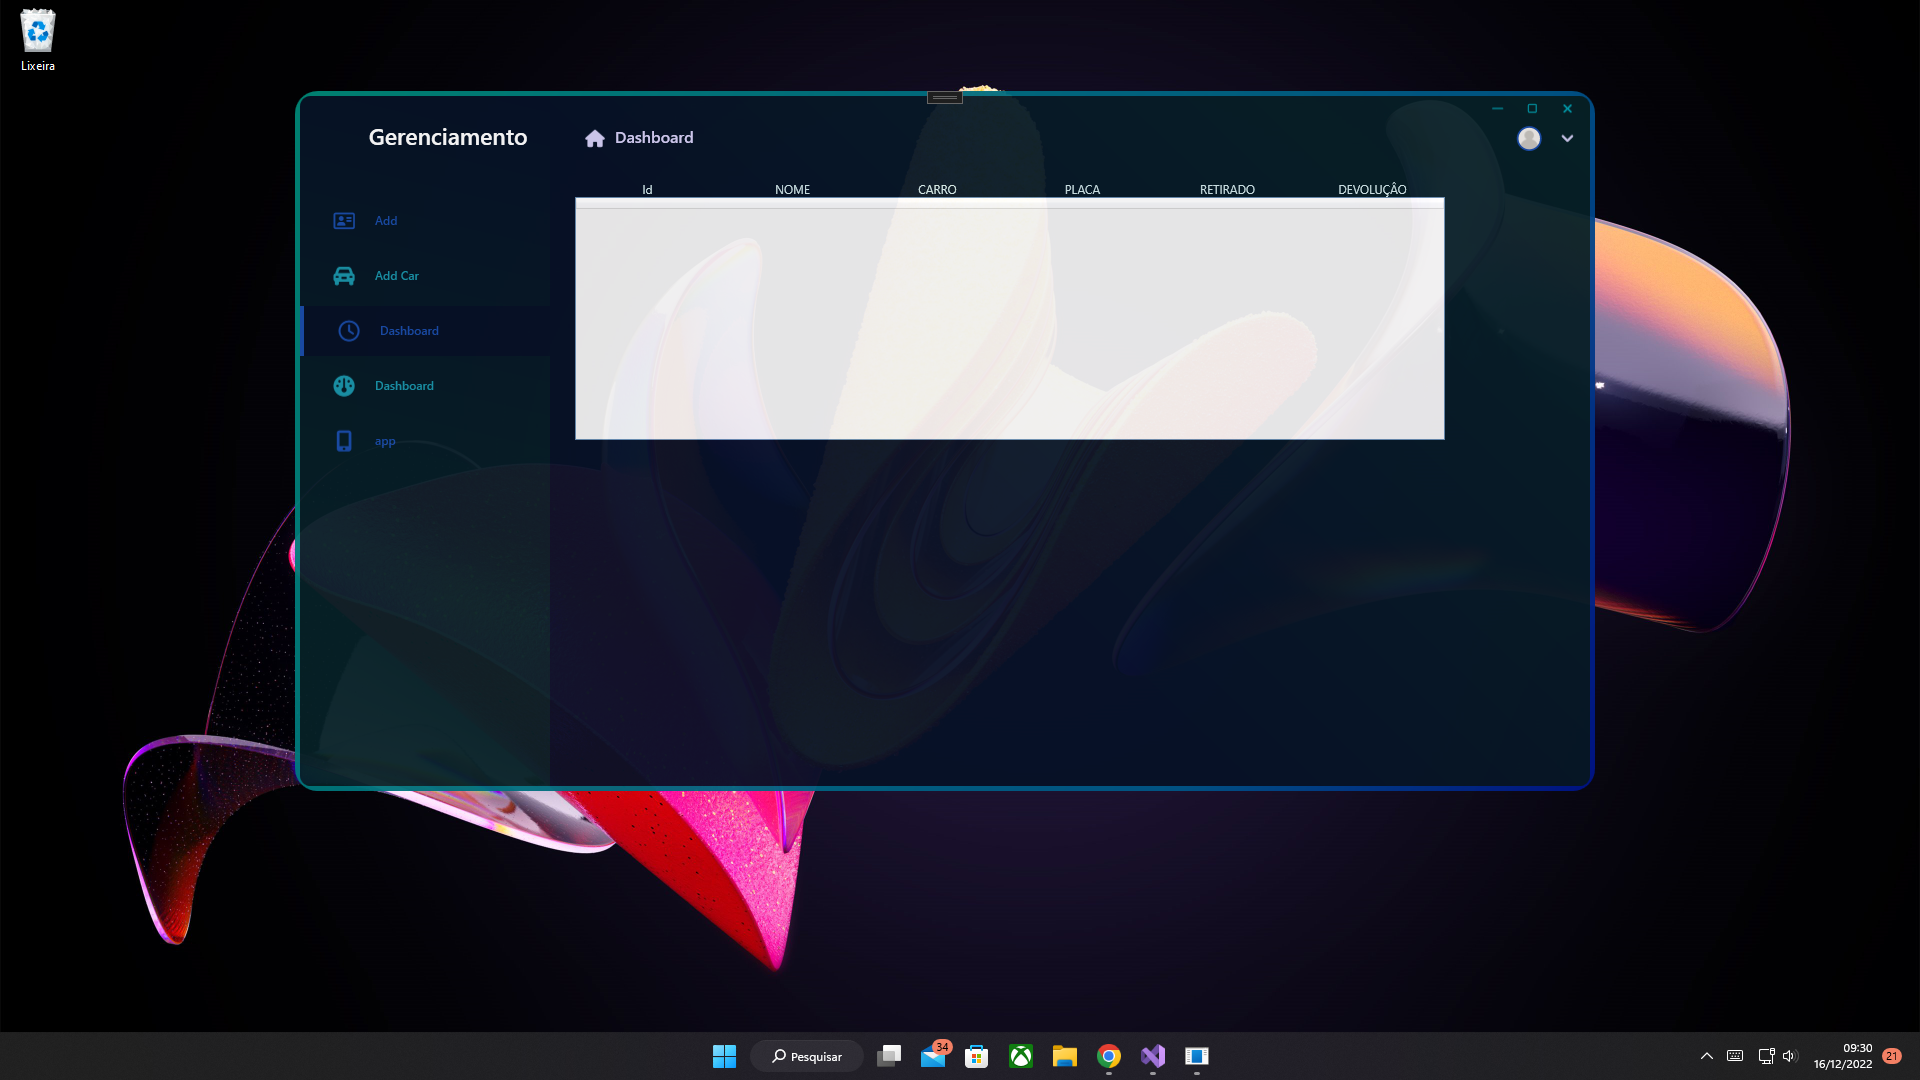 Lixeira
Gerenciamento
Dashboard
Id NOME CARRO PLACA RETIRADO DEVOLUÇÂO
Add
Add Car
Dashboard
Dashboard
app
Pesquisar
34
09:30
16/12/2022
21